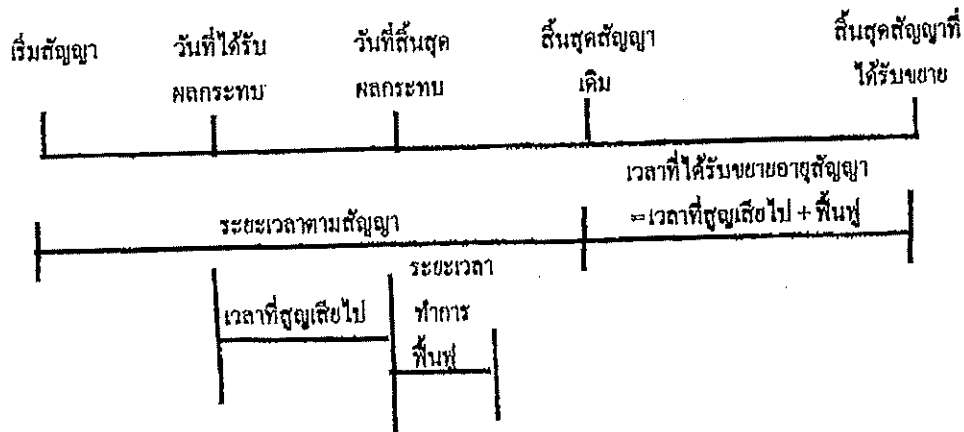 เริ่มสัญญา
วันที่ได้รับ
ผลกระทบ
วันที่สิ้นสุด
ผลกระทบ
สิ้นสุดสัญญา
เดิม
สิ้นสุดสัญญาที่
ได้รับขยาย
เวลาที่ได้รับขยายอายุสัญญา
=เวลาที่สูญเสียไป + ฟื้นฟู
ระยะเวลาตามสัญญา
เวลาที่สูญเสียไป
ระยะเวลา
ทำการ
ฟื้นฟู